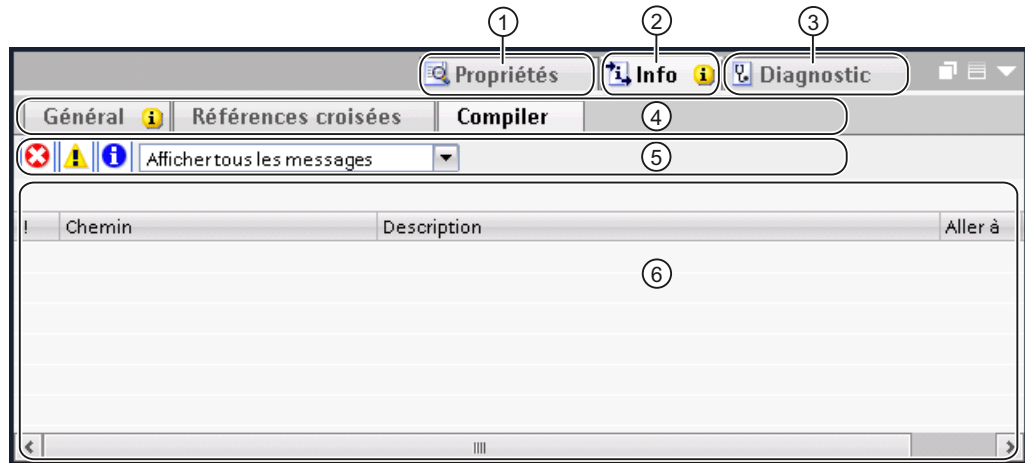 1 2 3
Propriétés Info Diagnostic
Général Références croisées Compiler 4
Afficher tous les messages 5
! Chemin Description Aller à
6